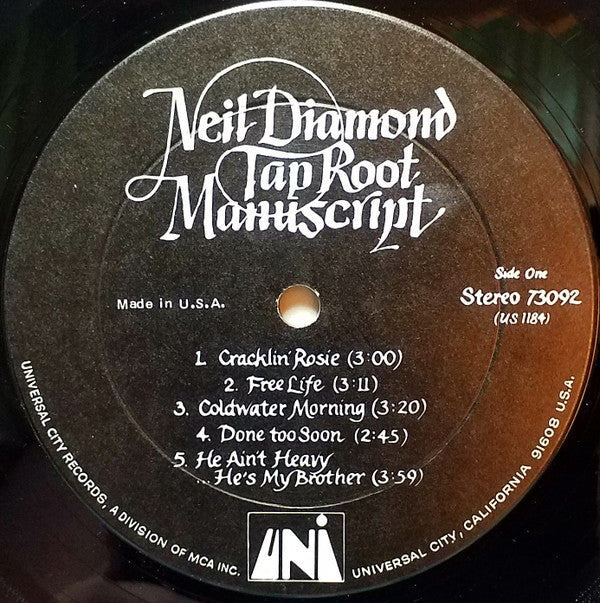 Neil Diamond
Tap Root
Manuscript
Side One
Made in U.S.A.
Stereo 73092
(US 1184)
1. Cracklin' Rosie (3:00)
2. Free Life (3:11)
3. Coldwater Morning (3:20)
4. Done too Soon (2:45)
5. He Ain't Heavy
...He's My Brother (3:59)
UNIVERSAL CITY RECORDS, A DIVISION OF MCA INC.
UNI
UNIVERSAL CITY, CALIFORNIA 91608 U.S.A.